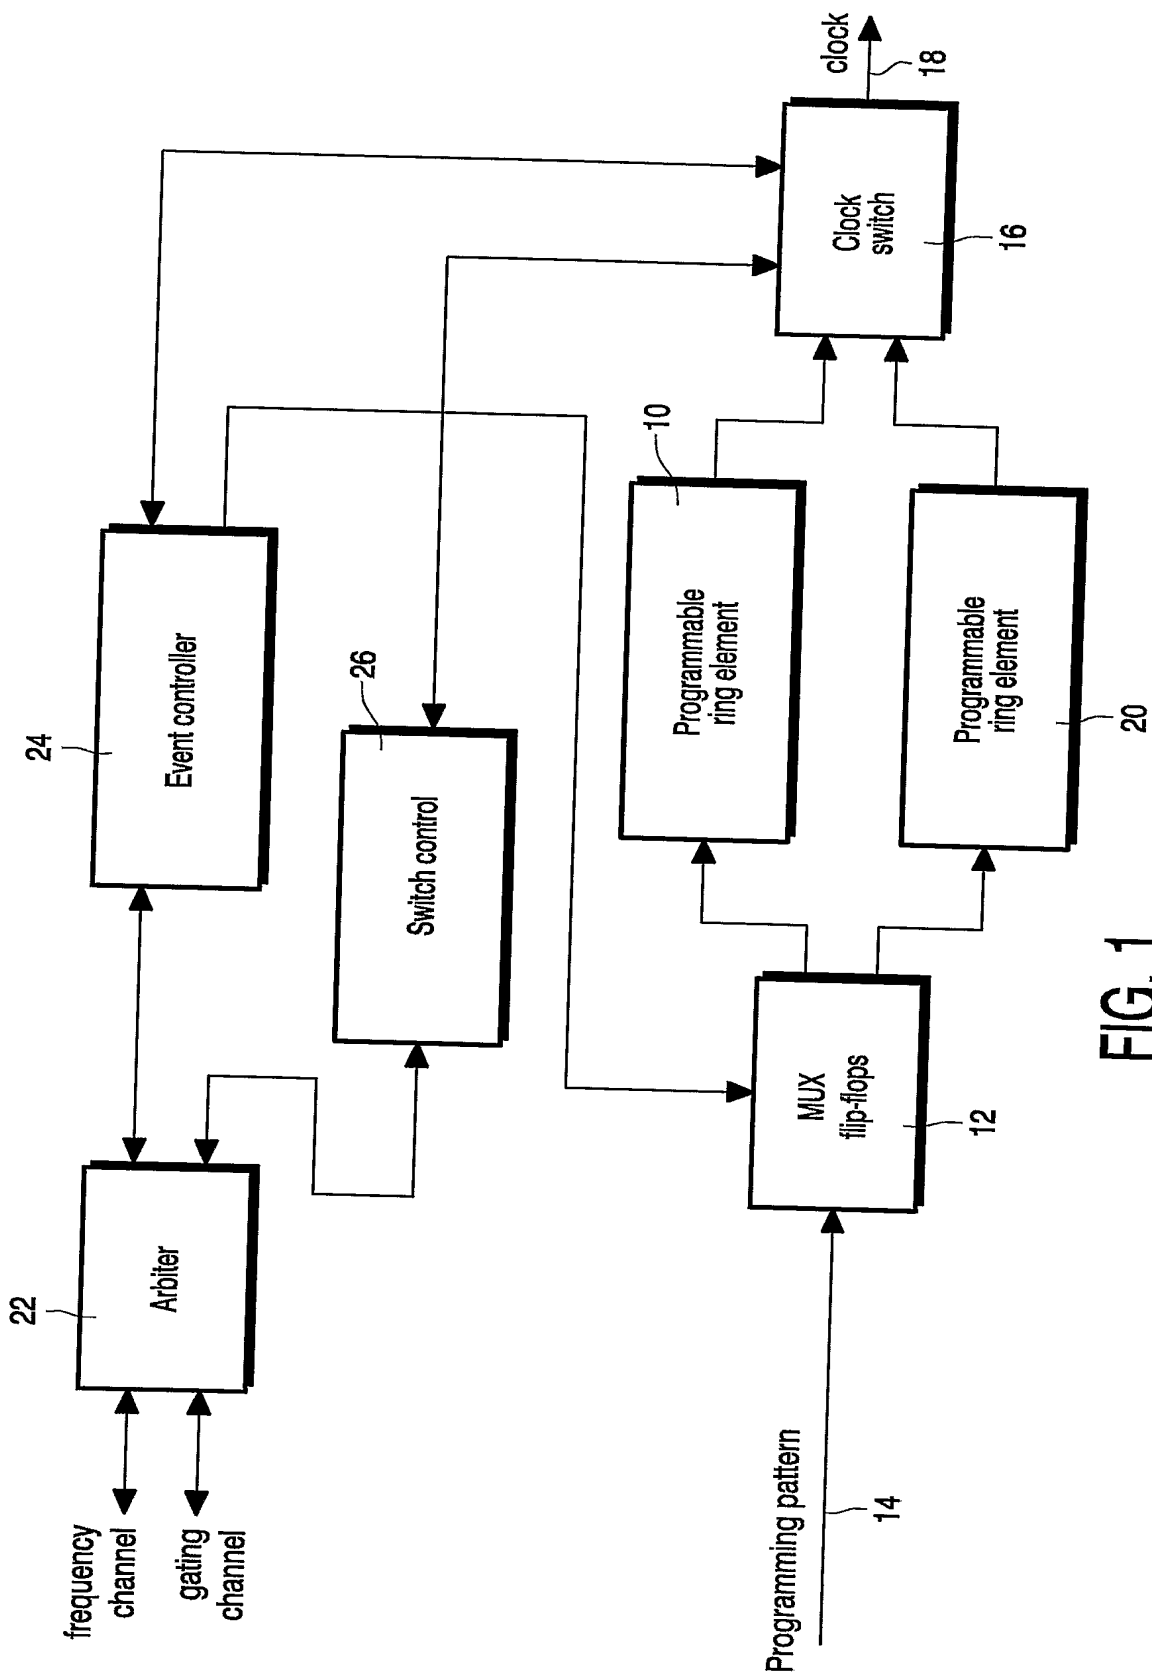 frequency
channel
gating
channel
22
Arbiter
24
Event controller
26
Switch control
Programming pattern
14
MUX
flip-flops
12
10
Programmable
ring element
Programmable
ring element
20
Clock
switch
16
clock
18
FIG. 1